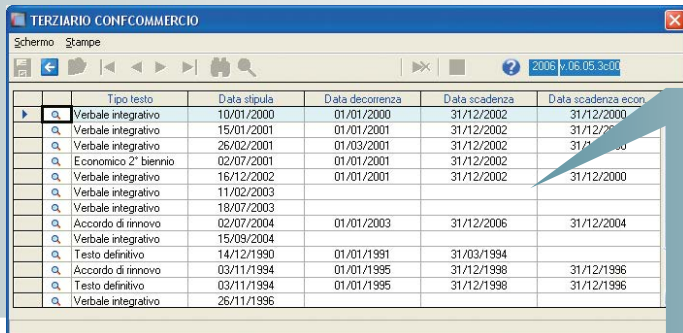 TERZIARIO CONFCOMMERCIO
Schermo Stampe
2006 v.06.05.3c00
Tipo testo Data stipula Data decorrenza Data scadenza Data scadenza econ.
Verbale integrativo 10/01/2000 01/01/2000 31/12/2002 31/12/2000
Verbale integrativo 15/01/2001 01/01/2001 31/12/2002
Verbale integrativo 26/02/2001 01/03/2001 31/12/2002
Economico 2° biennio 02/07/2001 01/01/2001 31/12/2002
Verbale integrativo 16/12/2002 01/01/2001 31/12/2002 31/12/2000
Verbale integrativo 11/02/2003
Verbale integrativo 18/07/2003
Accordo di rinnovo 02/07/2004 01/01/2003 31/12/2006 31/12/2004
Verbale integrativo 15/09/2004
Testo definitivo 14/12/1990 01/01/1991 31/03/1994
Accordo di rinnovo 03/11/1994 01/01/1995 31/12/1998 31/12/1996
Testo definitivo 03/11/1994 01/01/1995 31/12/1998 31/12/1996
Verbale integrativo 26/11/1996